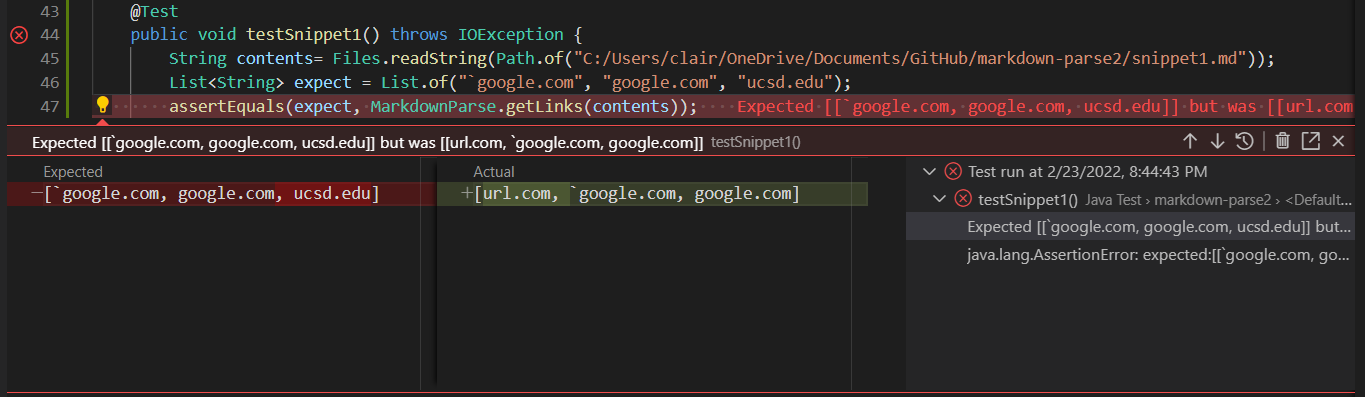 43 @Test
44 public void testSnippet1() throws IOException {
45 String contents= Files.readString(Path.of("C:/Users/clair/OneDrive/Documents/GitHub/markdown-parse2/snippet1.md"));
46 List<String> expect = List.of("`google.com", "google.com", "ucsd.edu");
47 assertEquals(expect, MarkdownParse.getLinks(contents)); Expected [[`google.com, google.com, ucsd.edu]] but was [[url.com
Expected [[`google.com, google.com, ucsd.edu]] but was [[url.com, `google.com, google.com]] testSnippet1()
Expected
−[`google.com, google.com, ucsd.edu]
Actual
+[url.com, `google.com, google.com]
Test run at 2/23/2022, 8:44:43 PM
testSnippet1() Java Test › markdown-parse2 › <Default...
Expected [[`google.com, google.com, ucsd.edu]] but...
java.lang.AssertionError: expected:[[`google.com, go...